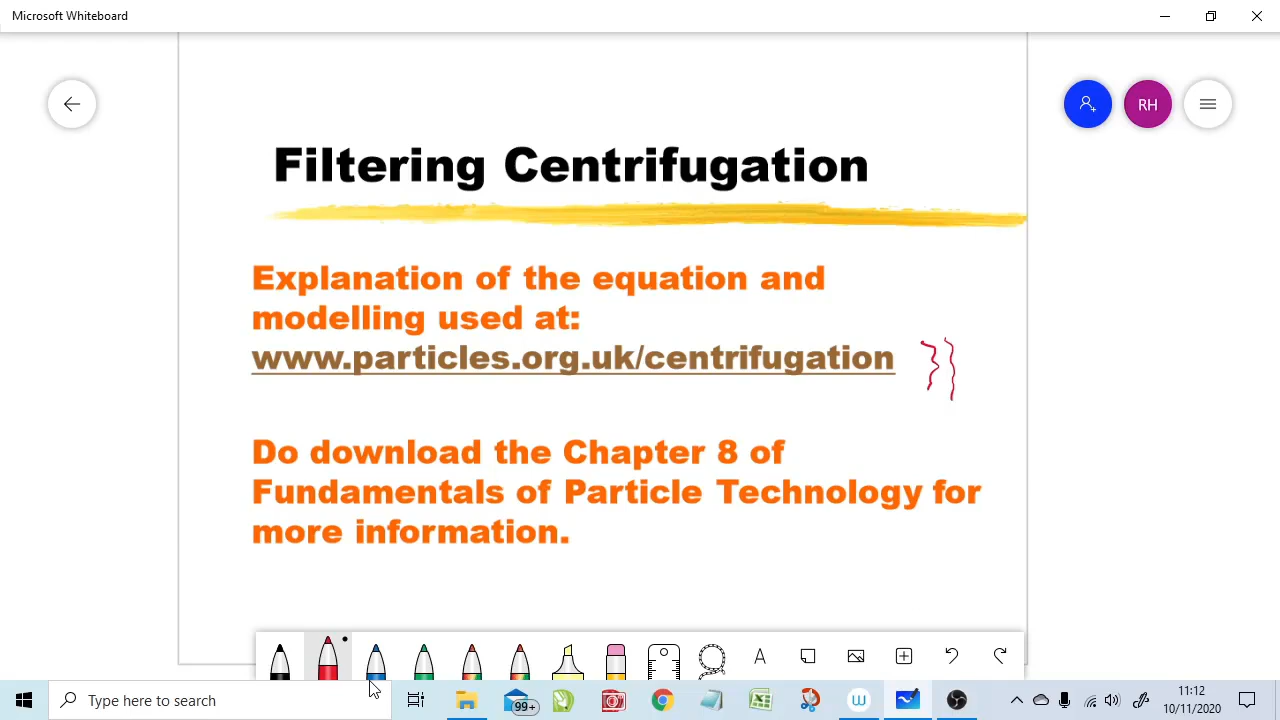 Microsoft Whiteboard
RH
Filtering Centrifugation
Explanation of the equation and
modelling used at:
www.particles.org.uk/centrifugation
Do download the Chapter 8 of
Fundamentals of Particle Technology for
more information.
A
Type here to search
99+
11:12
10/11/2020